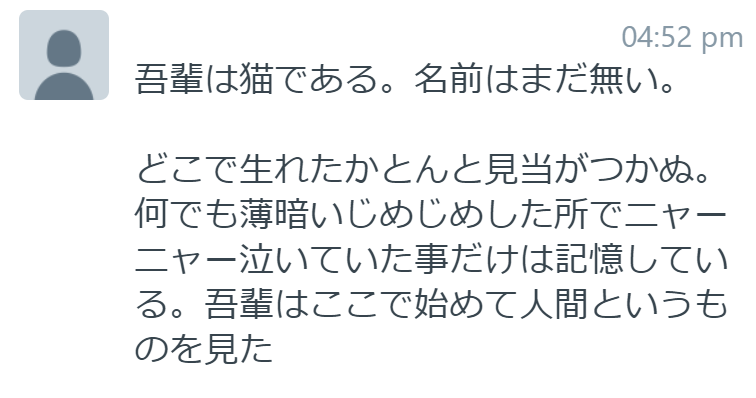 04:52 pm
吾輩は猫である。名前はまだ無い。
どこで生れたかとんと見当がつかぬ。
何でも薄暗いじめじめした所でニャー
ニャー泣いていた事だけは記憶してい
る。吾輩はここで始めて人間というも
のを見た